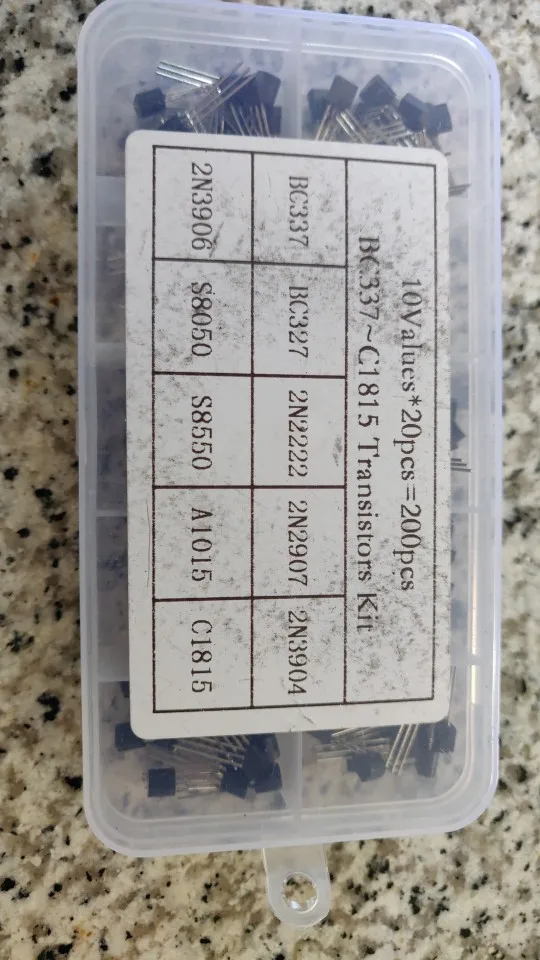 10Values*20pcs=200pcs
BC337~C1815 Transistors Kit
BC337 BC327 2N2222 2N2907 2N3904
2N3906 S8050 S8550 A1015 C1815